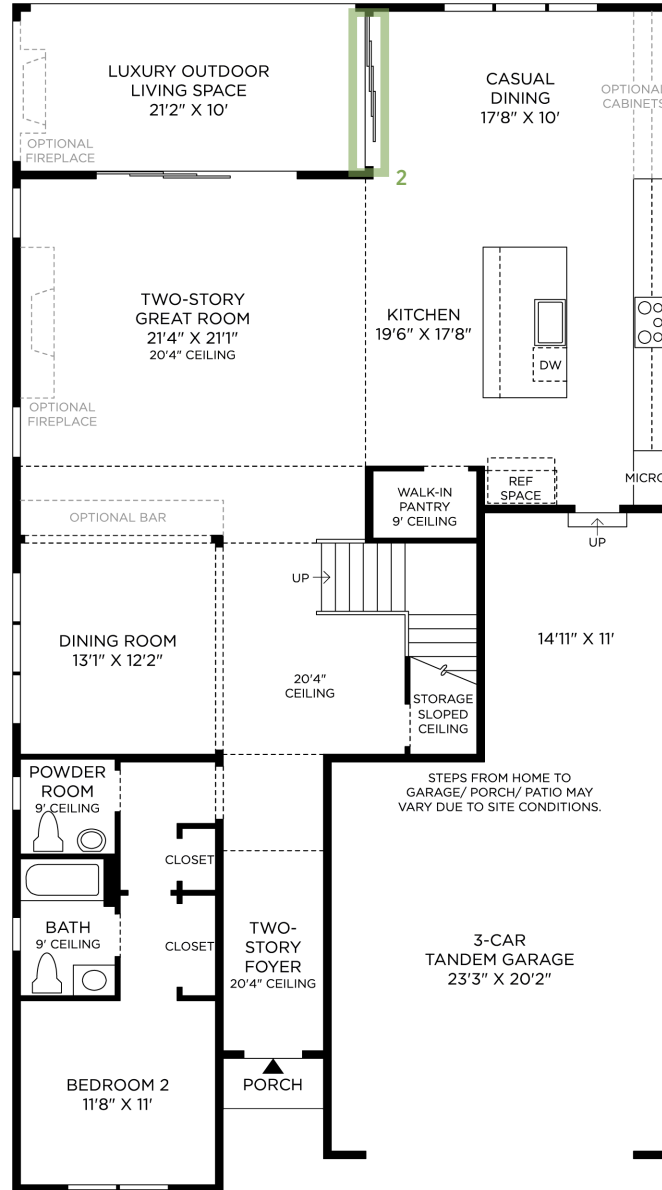 LUXURY OUTDOOR
LIVING SPACE
21'2" X 10'
OPTIONAL
FIREPLACE
2
CASUAL
DINING
17'8" X 10'
OPTIONAL
CABINETS
TWO-STORY
GREAT ROOM
21'4" X 21'1"
20'4" CEILING
OPTIONAL
FIREPLACE
KITCHEN
19'6" X 17'8"
DW
WALK-IN
PANTRY
9' CEILING
REF
SPACE
MICRO
UP
OPTIONAL BAR
UP
DINING ROOM
13'1" X 12'2"
20'4"
CEILING
STORAGE
SLOPED
CEILING
14'11" X 11'
STEPS FROM HOME TO
GARAGE/ PORCH/ PATIO MAY
VARY DUE TO SITE CONDITIONS.
POWDER
ROOM
9' CEILING
CLOSET
BATH
9' CEILING
CLOSET
TWO-
STORY
FOYER
20'4" CEILING
3-CAR
TANDEM GARAGE
23'3" X 20'2"
BEDROOM 2
11'8" X 11'
PORCH